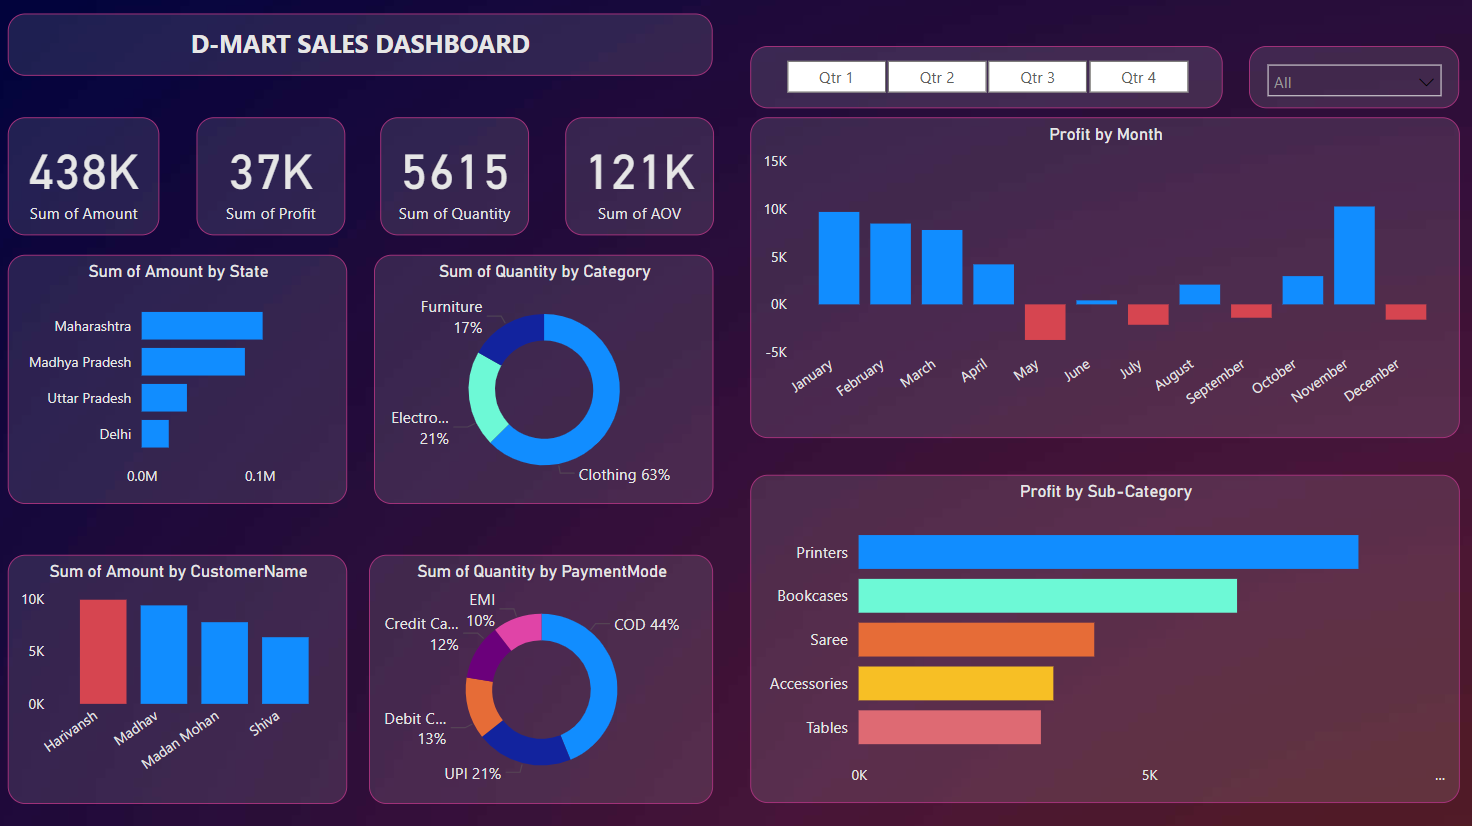 D-MART SALES DASHBOARD
Qtr 1
Qtr 2
Qtr 3
Qtr 4
All
438K
Sum of Amount
37K
Sum of Profit
5615
Sum of Quantity
121K
Sum of AOV
Profit by Month
15K
10K
5K
0K
-5K
January
February
March
April
May
June
July
August
September
October
November
December
Sum of Amount by State
Maharashtra
Madhya Pradesh
Uttar Pradesh
Delhi
0.0M
0.1M
Sum of Quantity by Category
Furniture
17%
Electro...
21%
Clothing 63%
Profit by Sub-Category
Printers
Bookcases
Saree
Accessories
Tables
0K
5K
...
Sum of Amount by CustomerName
10K
5K
0K
Harivansh
Madhav
Madan Mohan
Shiva
Sum of Quantity by PaymentMode
EMI
10%
Credit Ca...
12%
Debit C...
13%
UPI 21%
COD 44%